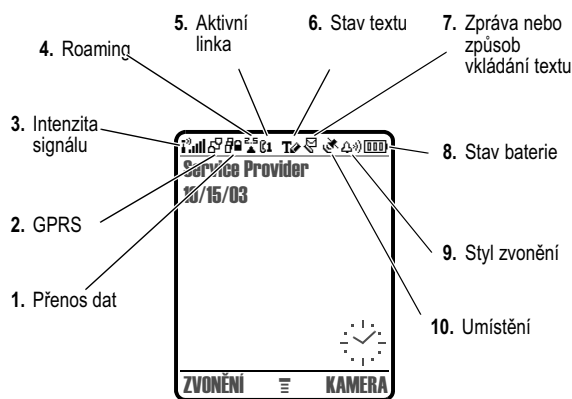 5. Aktivní
linka
6. Stav textu
7. Zpráva nebo
způsob
vkládání textu
4. Roaming
3. Intenzita
signálu
8. Stav baterie
Service Provider
10/15/03
2. GPRS
9. Styl zvonění
1. Přenos dat
10. Umístění
ZVONĚNÍ
KAMERA